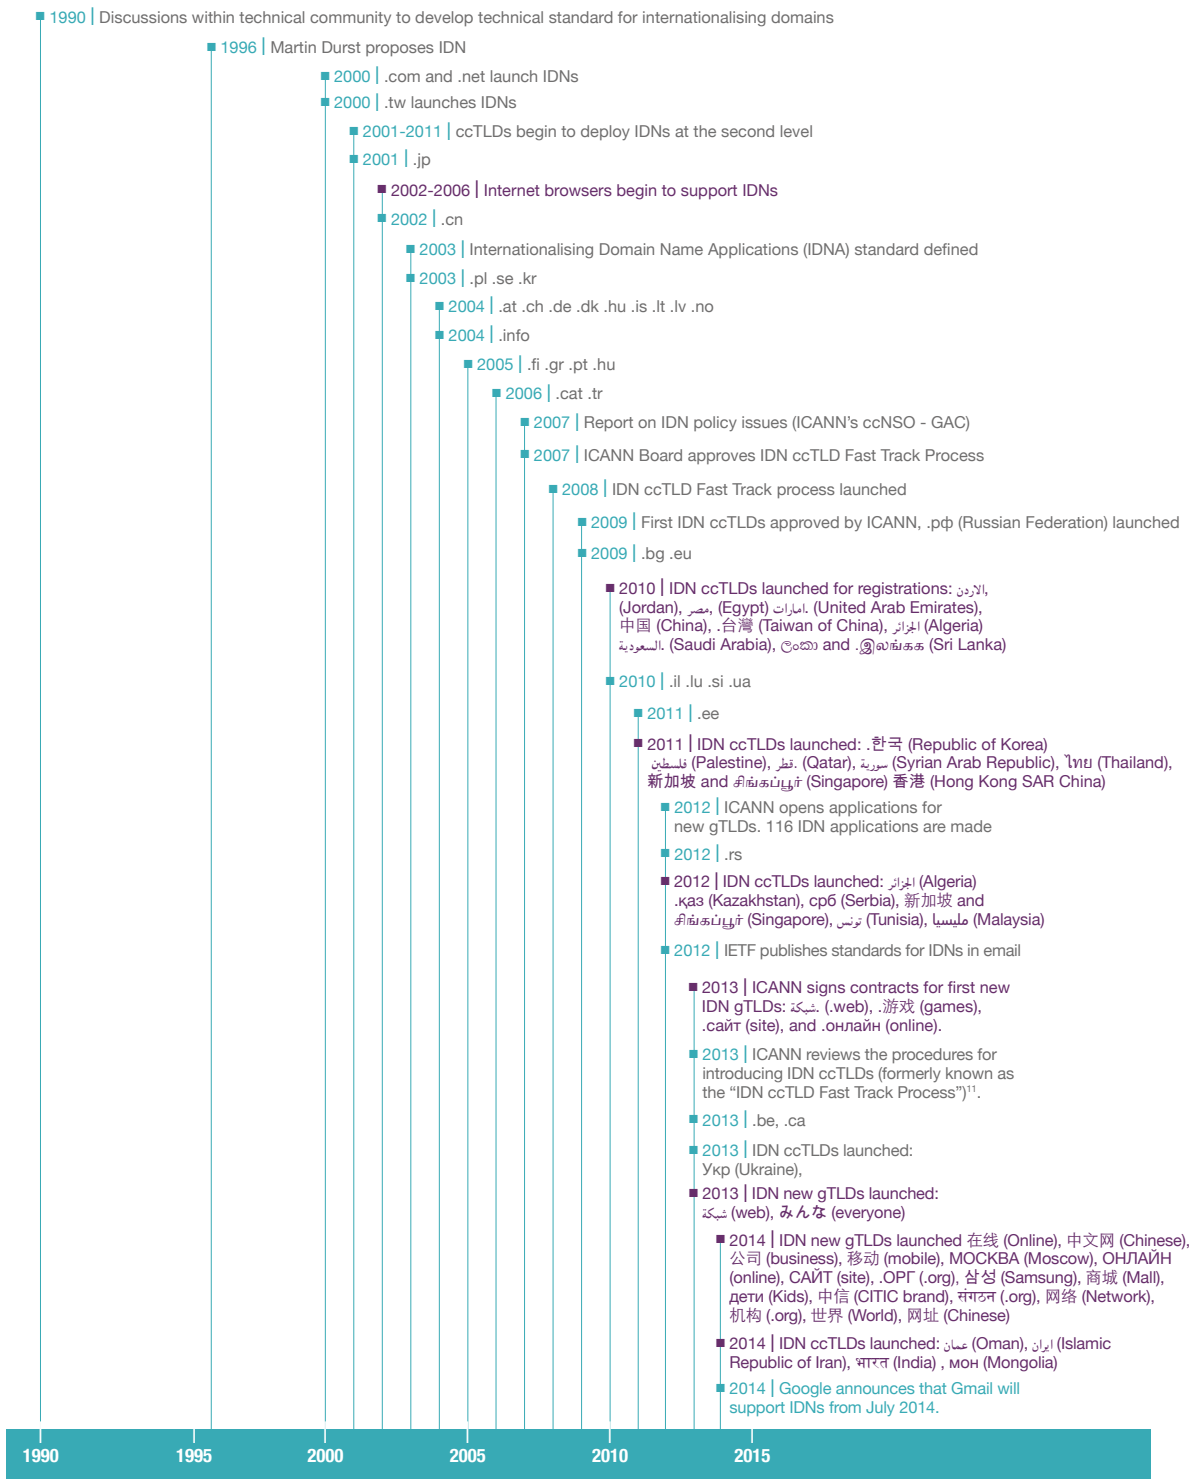 1990 | Discussions within technical community to develop technical standard for internationalising domains
1996 | Martin Durst proposes IDN
2000 | .com and .net launch IDNs
2000 | .tw launches IDNs
2001-2011 | ccTLDs begin to deploy IDNs at the second level
2001 | .jp
2002-2006 | Internet browsers begin to support IDNs
2002 | .cn
2003 | Internationalising Domain Name Applications (IDNA) standard defined
2003 | .pl .se .kr
2004 | .at .ch .de .dk .hu .is .lt .lv .no
2004 | .info
2005 | .fi .gr .pt .hu
2006 | .cat .tr
2007 | Report on IDN policy issues (ICANN's ccNSO - GAC)
2007 | ICANN Board approves IDN ccTLD Fast Track Process
2008 | IDN ccTLD Fast Track process launched
2009 | First IDN ccTLDs approved by ICANN, .рф (Russian Federation) launched
2009 | .bg .eu
2010 | IDN ccTLDs launched for registrations: الاردن,
(Jordan), مصر, (Egypt) امارات. (United Arab Emirates),
中国 (China), .台灣 (Taiwan of China), الجزائر (Algeria)
السعودية. (Saudi Arabia), ලංකා and .இலங்கை (Sri Lanka)
2010 | .il .lu .si .ua
2011 | .ee
2011 | IDN ccTLDs launched: .한국 (Republic of Korea)
فلسطين (Palestine), قطر. (Qatar), سورية (Syrian Arab Republic), ไทย (Thailand),
新加坡 and சிங்கப்பூர் (Singapore) 香港 (Hong Kong SAR China)
2012 | ICANN opens applications for
new gTLDs. 116 IDN applications are made
2012 | .rs
2012 | IDN ccTLDs launched: الجزائر (Algeria)
.қаз (Kazakhstan), срб (Serbia), 新加坡 and
சிங்கப்பூர் (Singapore), تونس (Tunisia), مليسيا (Malaysia)
2012 | IETF publishes standards for IDNs in email
2013 | ICANN signs contracts for first new
IDN gTLDs: شبكة. (.web), .游戏 (games),
.сайт (site), and .онлайн (online).
2013 | ICANN reviews the procedures for
introducing IDN ccTLDs (formerly known as
the “IDN ccTLD Fast Track Process”)¹¹.
2013 | .be, .ca
2013 | IDN ccTLDs launched:
Укр (Ukraine),
2013 | IDN new gTLDs launched:
شبكة (web), みんな (everyone)
2014 | IDN new gTLDs launched 在线 (Online), 中文网 (Chinese),
公司 (business), 移动 (mobile), МОСКВА (Moscow), ОНЛАЙН
(online), САЙТ (site), .ОРГ (.org), 삼성 (Samsung), 商城 (Mall),
дети (Kids), 中信 (CITIC brand), संगठन (.org), 网络 (Network),
机构 (.org), 世界 (World), 网址 (Chinese)
2014 | IDN ccTLDs launched: عمان (Oman), ایران (Islamic
Republic of Iran), भारत (India) , мон (Mongolia)
2014 | Google announces that Gmail will
support IDNs from July 2014.
1990 1995 2000 2005 2010 2015